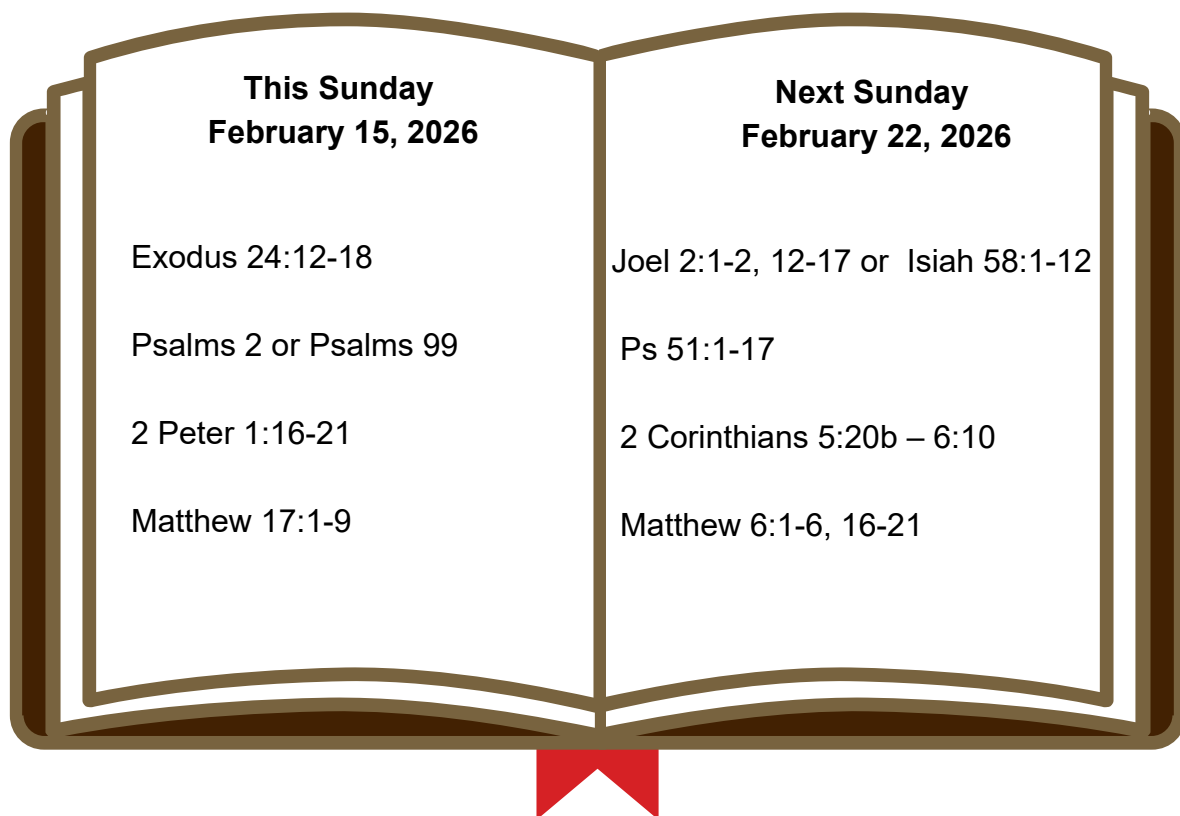 This Sunday
February 15, 2026
Exodus 24:12-18
Psalms 2 or Psalms 99
2 Peter 1:16-21
Matthew 17:1-9
Next Sunday
February 22, 2026
Joel 2:1-2, 12-17 or  Isiah 58:1-12
Ps 51:1-17
2 Corinthians 5:20b – 6:10
Matthew 6:1-6, 16-21